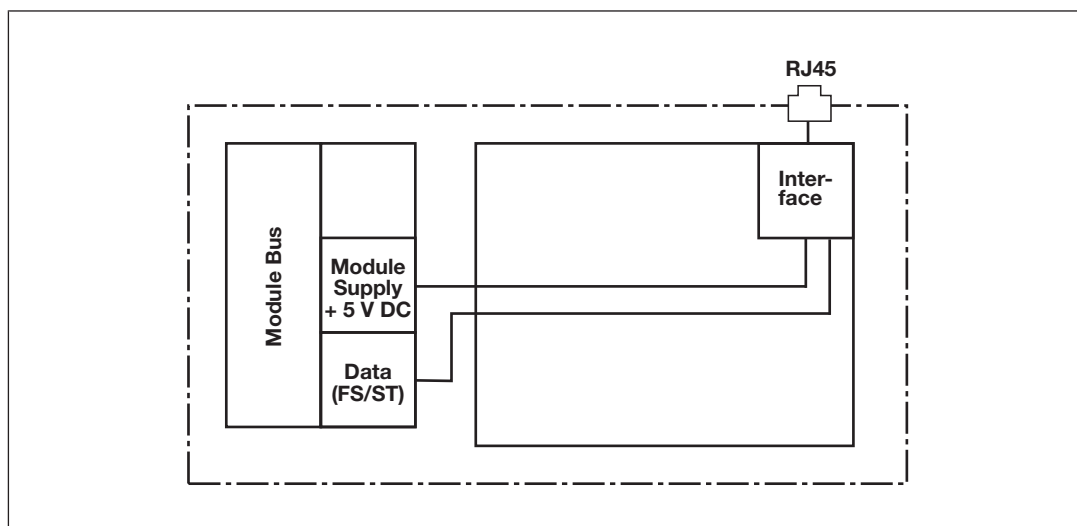 RJ45
Inter-
face
Module Bus
Module
Supply
+ 5 V DC
Data
(FS/ST)